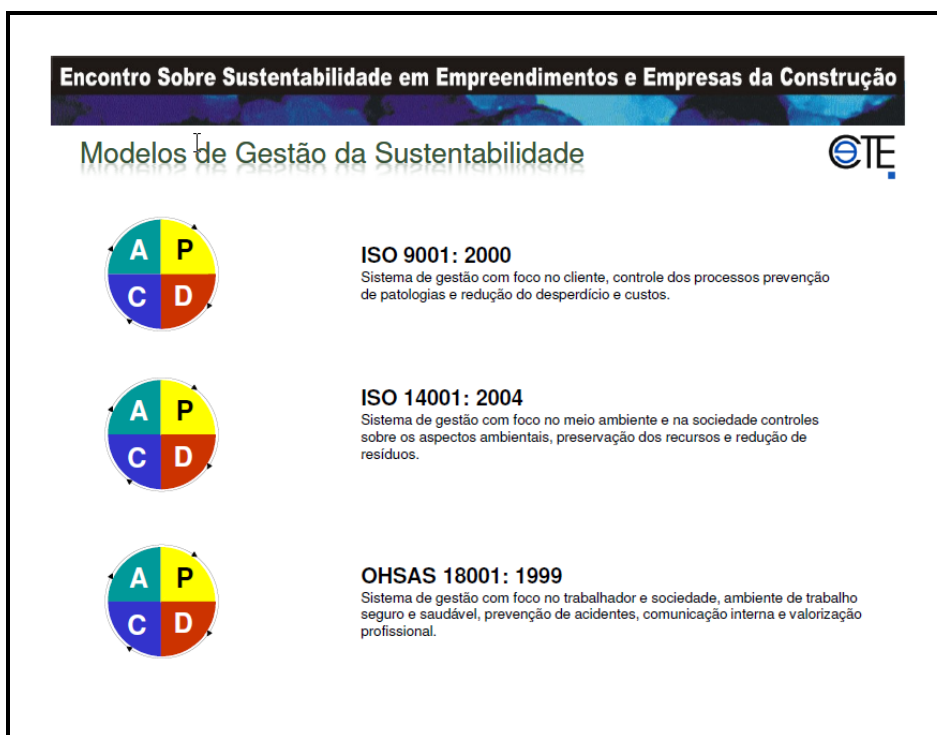 Encontro Sobre Sustentabilidade em Empreendimentos e Empresas da Construção
Modelos de Gestão da Sustentabilidade
CTE
A P
C D
ISO 9001: 2000
Sistema de gestão com foco no cliente, controle dos processos prevenção
de patologias e redução do desperdício e custos.
A P
C D
ISO 14001: 2004
Sistema de gestão com foco no meio ambiente e na sociedade controles
sobre os aspectos ambientais, preservação dos recursos e redução de
resíduos.
A P
C D
OHSAS 18001: 1999
Sistema de gestão com foco no trabalhador e sociedade, ambiente de trabalho
seguro e saudável, prevenção de acidentes, comunicação interna e valorização
profissional.